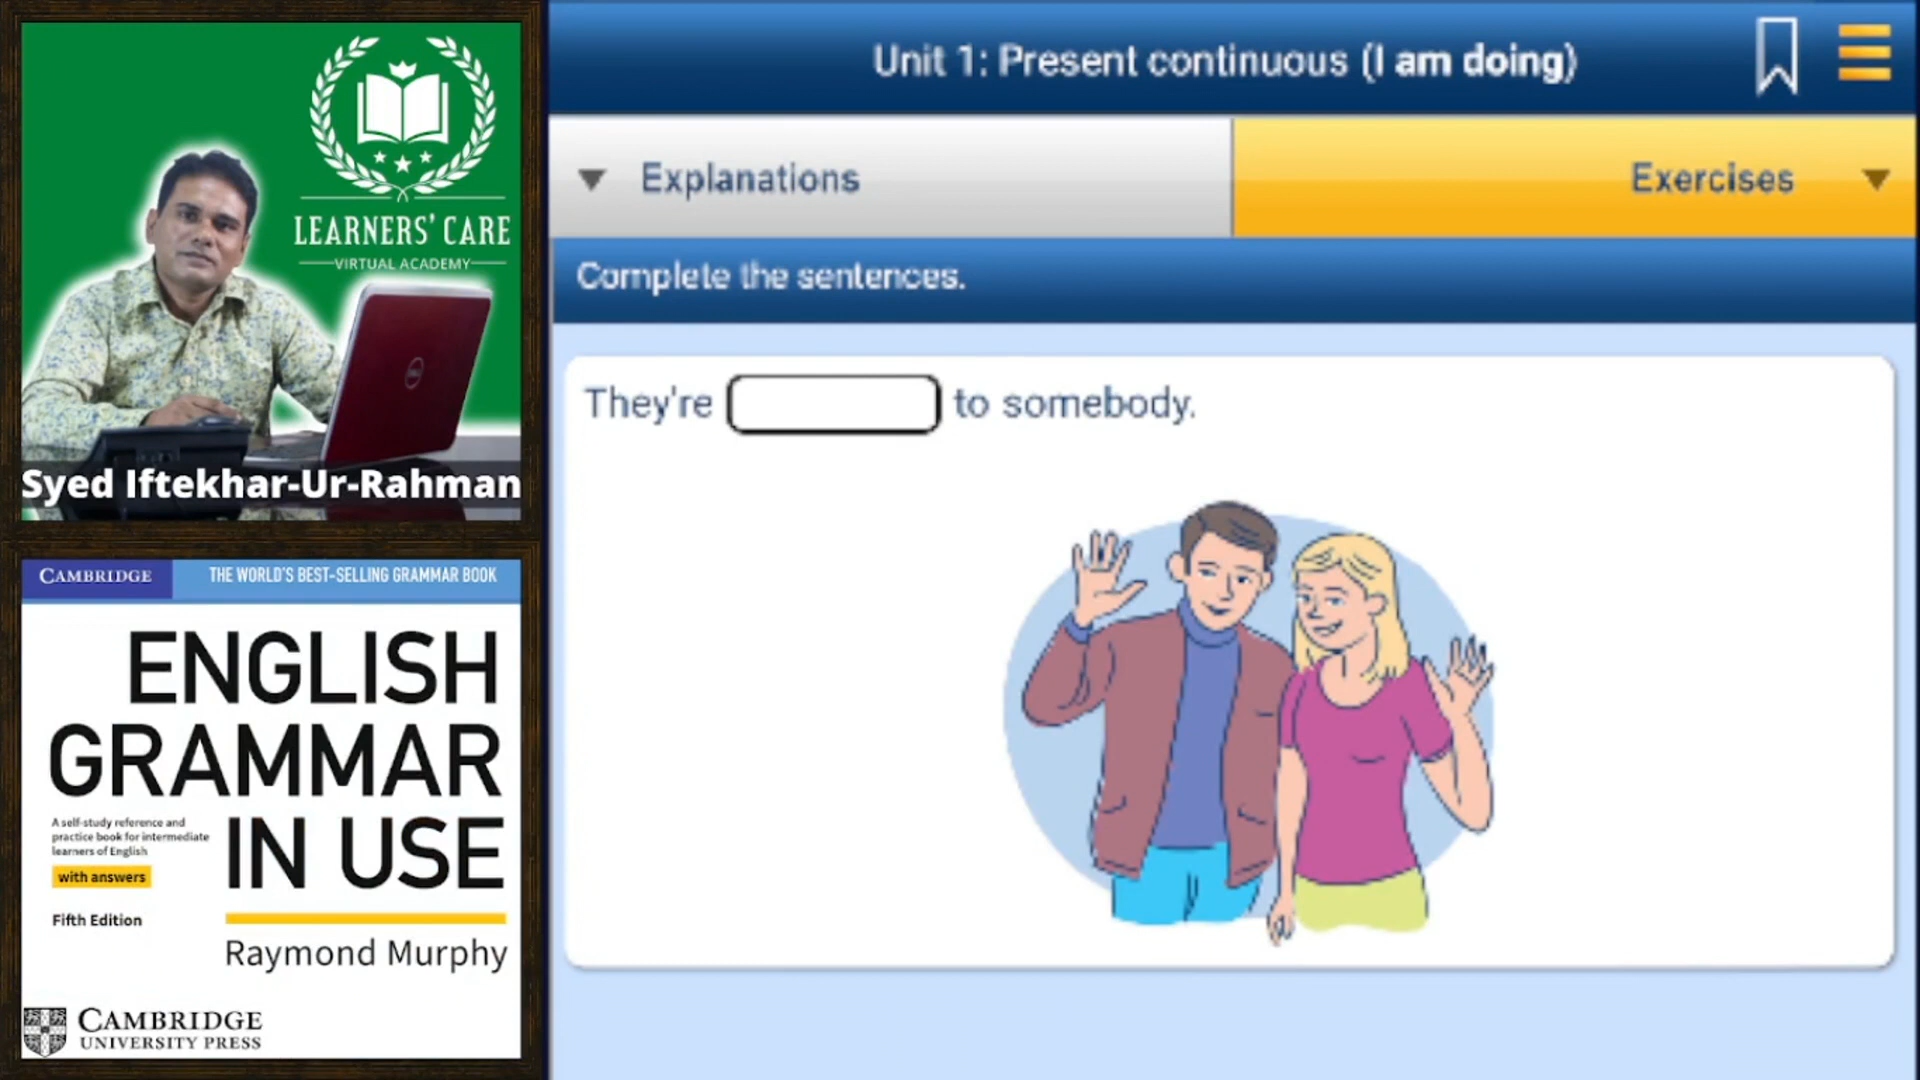 LEARNERS' CARE
VIRTUAL ACADEMY
Syed Iftekhar-Ur-Rahman
CAMBRIDGE
THE WORLD'S BEST-SELLING GRAMMAR BOOK
ENGLISH
GRAMMAR
IN USE
A self-study reference and
practice book for intermediate
learners of English
with answers
Fifth Edition
Raymond Murphy
CAMBRIDGE
UNIVERSITY PRESS
Unit 1: Present continuous (I am doing)
Explanations
Exercises
Complete the sentences.
They're to somebody.